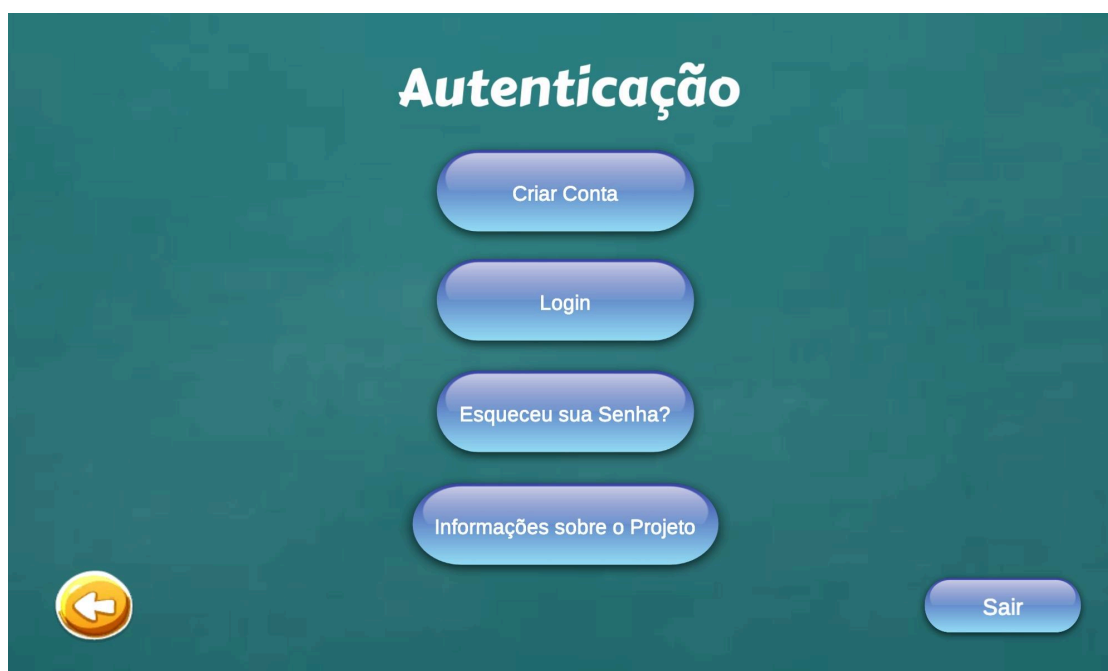 Autenticação
Criar Conta
Login
Esqueceu sua Senha?
Informações sobre o Projeto
Sair